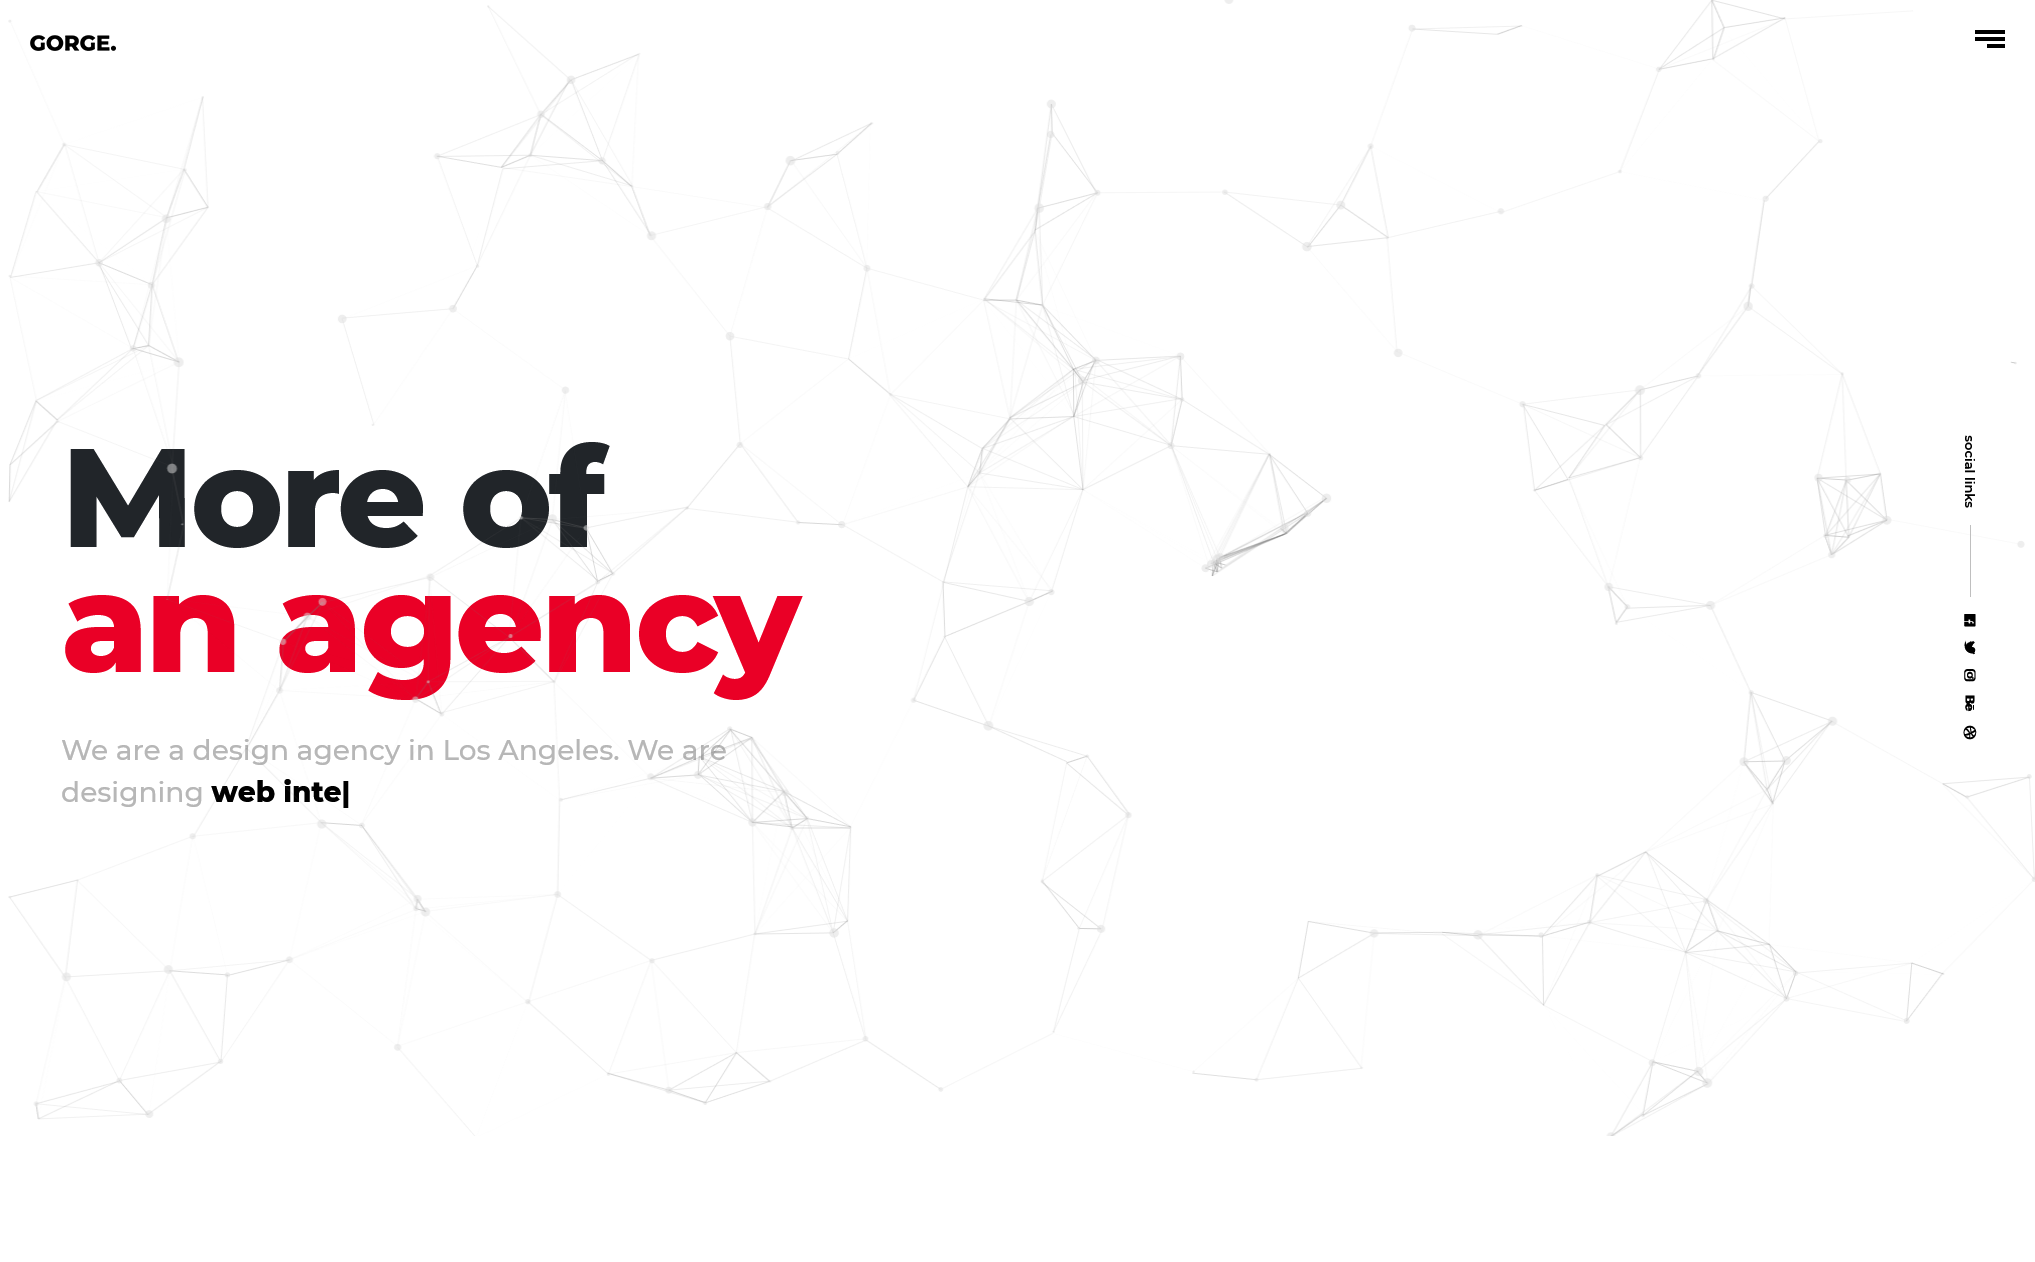 GORGE.
More of
an agency
We are a design agency in Los Angeles. We are
designing web inte|
social links